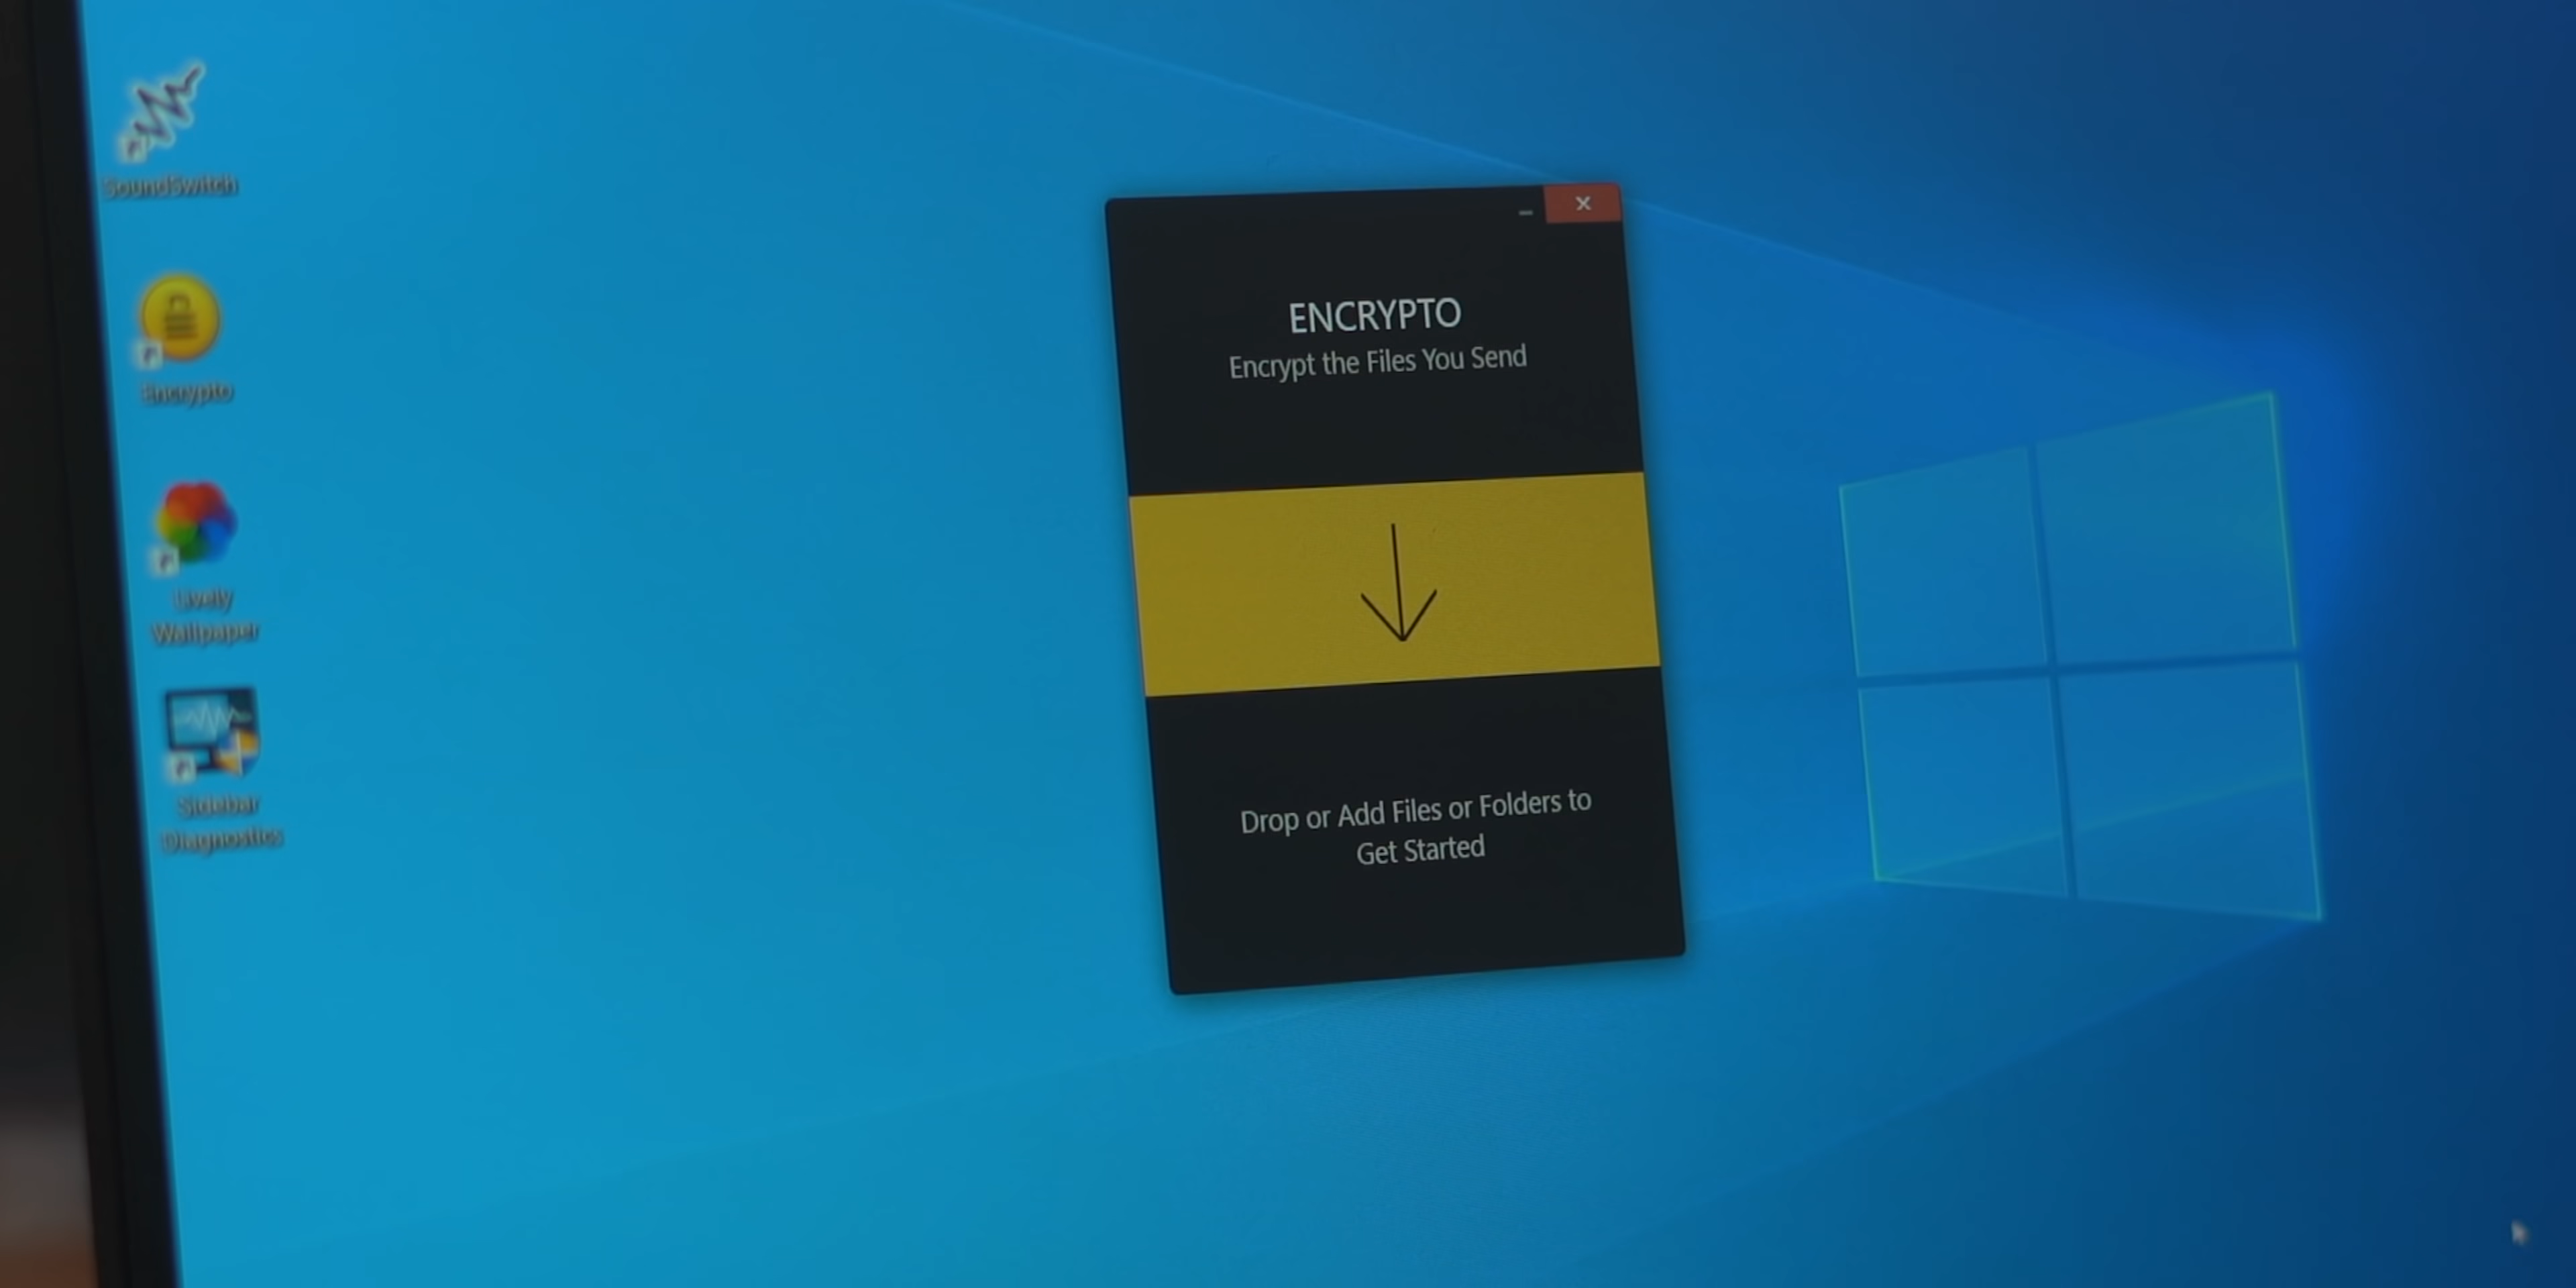 SoundSwitch
Encrypto
Lively
Wallpaper
Sidebar
Diagnostics
ENCRYPTO
Encrypt the Files You Send
Drop or Add Files or Folders to
Get Started